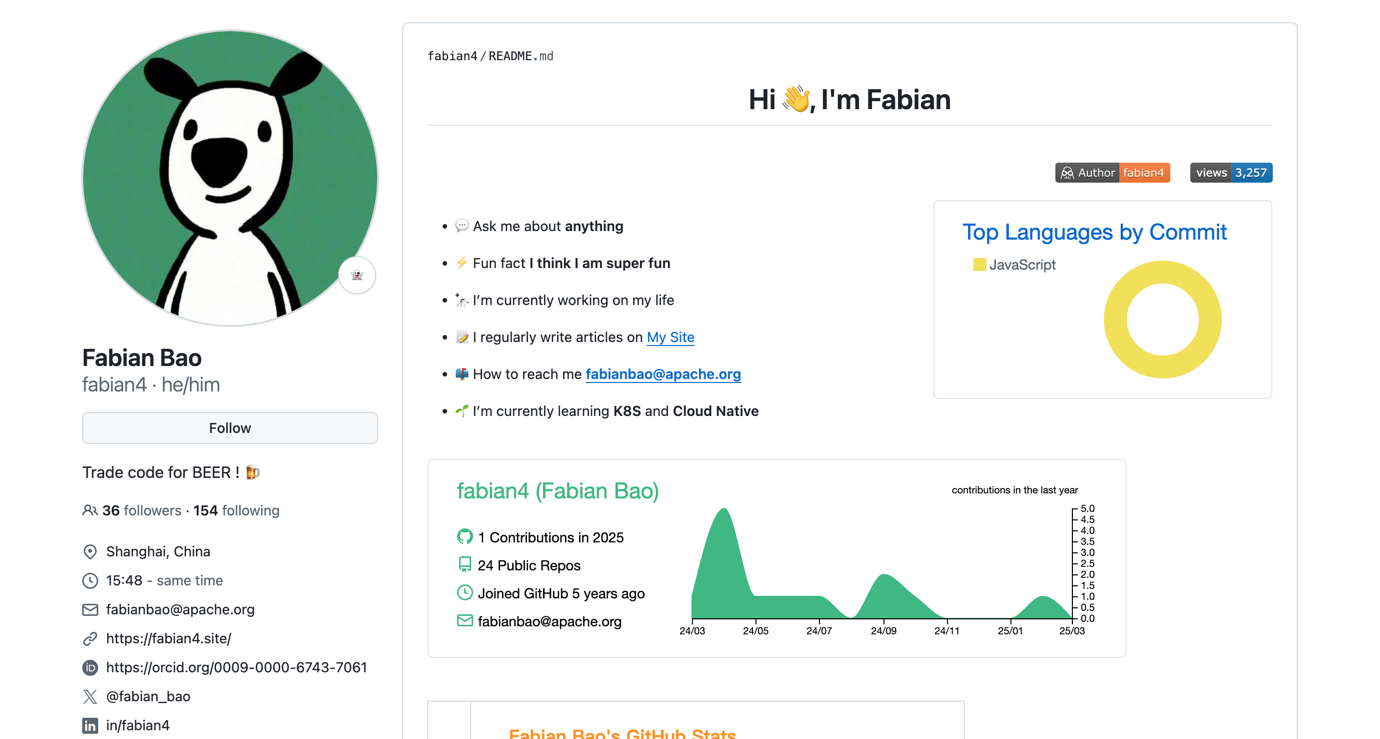 Fabian Bao
fabian4 · he/him
Follow
Trade code for BEER ! 🍺
36 followers · 154 following
Shanghai, China
15:48 - same time
fabianbao@apache.org
https://fabian4.site/
https://orcid.org/0009-0000-6743-7061
@fabian_bao
in/fabian4
fabian4/README.md
Hi 👋, I'm Fabian
Author fabian4
views 3,257
💬 Ask me about anything
⚡ Fun fact I think I am super fun
🔭 I'm currently working on my life
📝 I regularly write articles on My Site
📫 How to reach me fabianbao@apache.org
🌱 I'm currently learning K8S and Cloud Native
Top Languages by Commit
JavaScript
fabian4 (Fabian Bao)
1 Contributions in 2025
24 Public Repos
Joined GitHub 5 years ago
fabianbao@apache.org
contributions in the last year
5.0
4.5
4.0
3.5
3.0
2.5
2.0
1.5
1.0
0.5
0.0
24/03 24/05 24/07 24/09 24/11 25/01 25/03
Fabian Bao's GitHub Stats